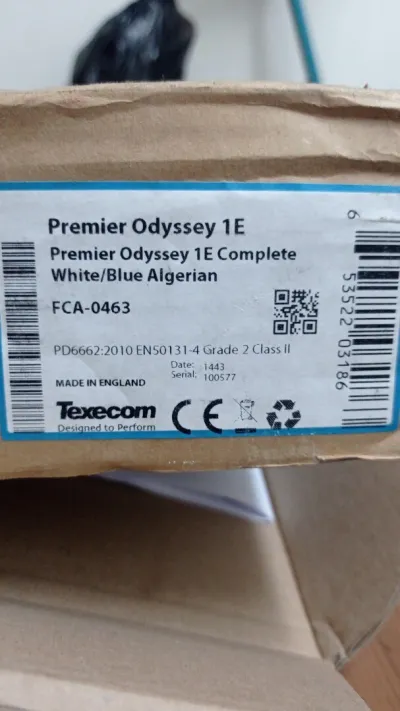 Premier Odyssey 1E
Premier Odyssey 1E Complete
White/Blue Algerian
FCA-0463
PD6662:2010 EN50131-4 Grade 2 Class II
Date: 1443
Serial: 100577
MADE IN ENGLAND
Texecom
Designed to Perform
CE
6 53522 03186